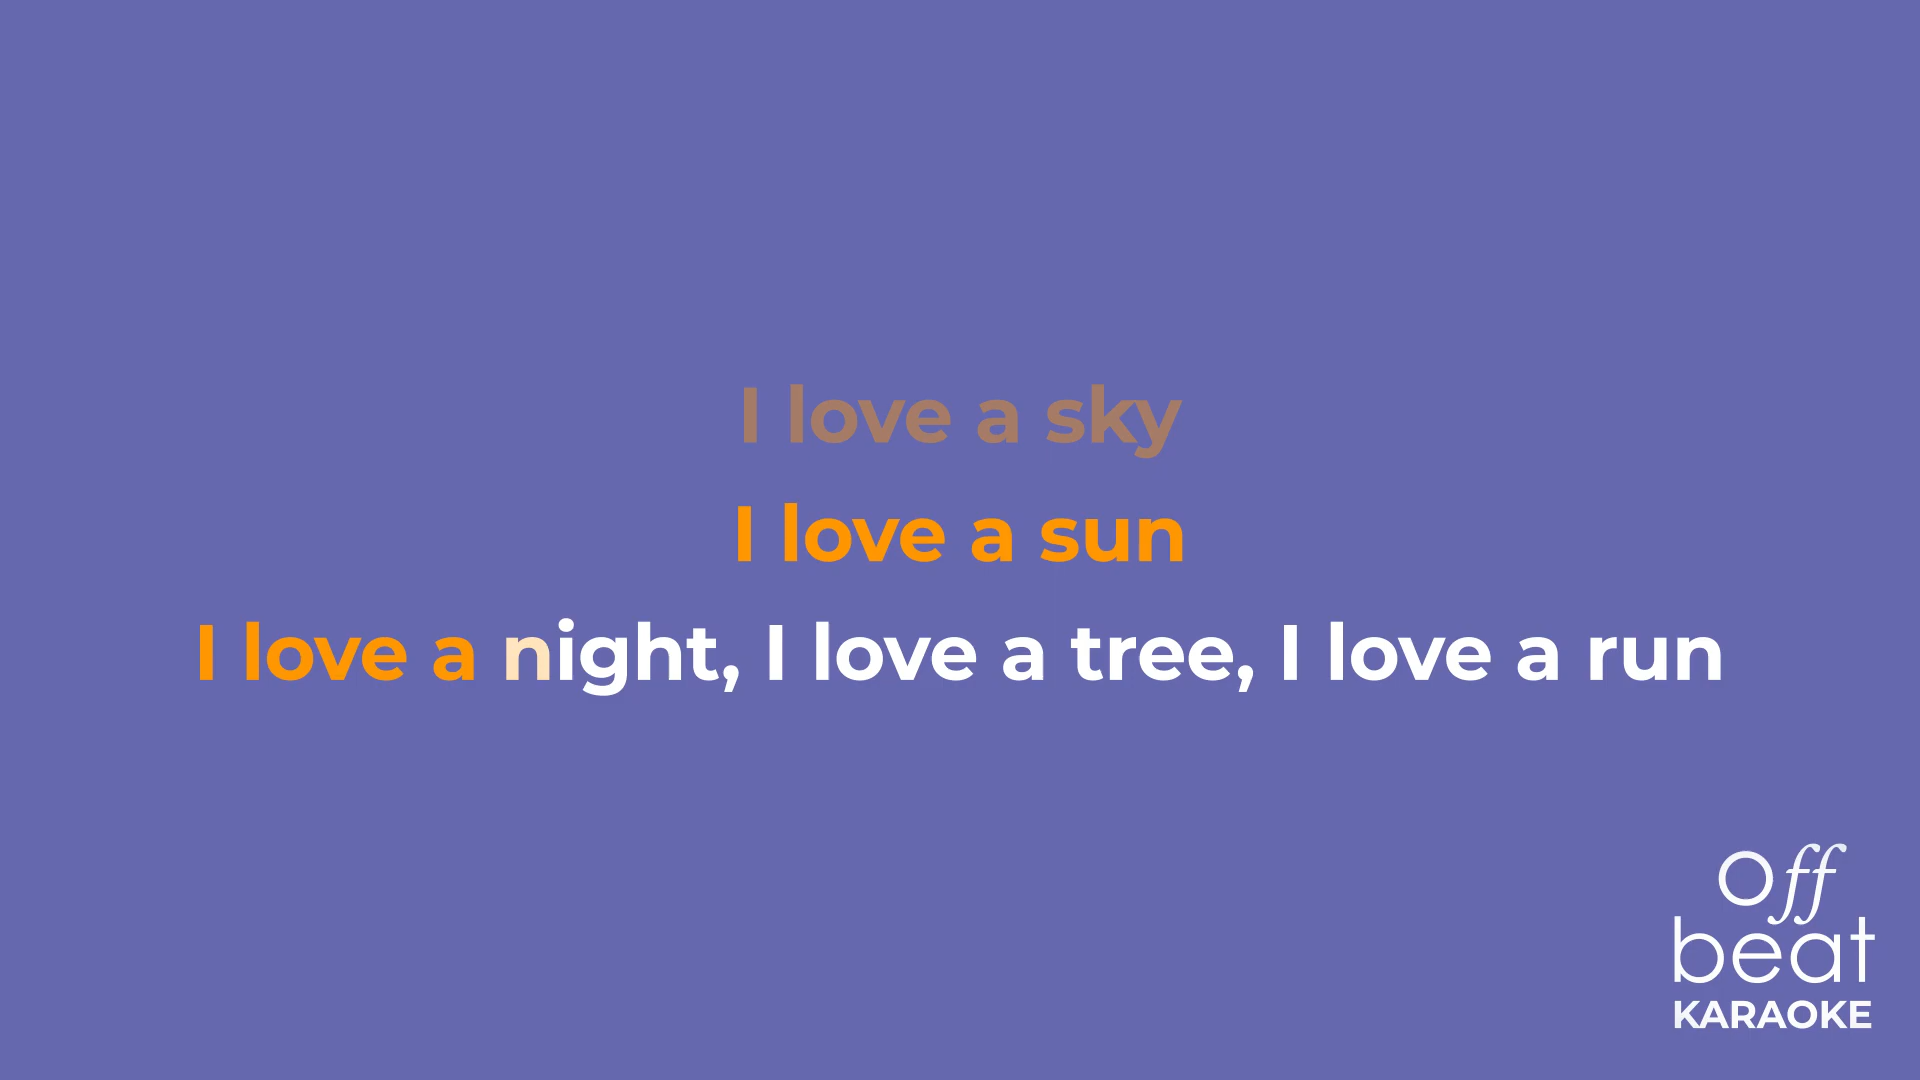 I love a sky
I love a sun
I love a night, I love a tree, I love a run
Off
beat
KARAOKE